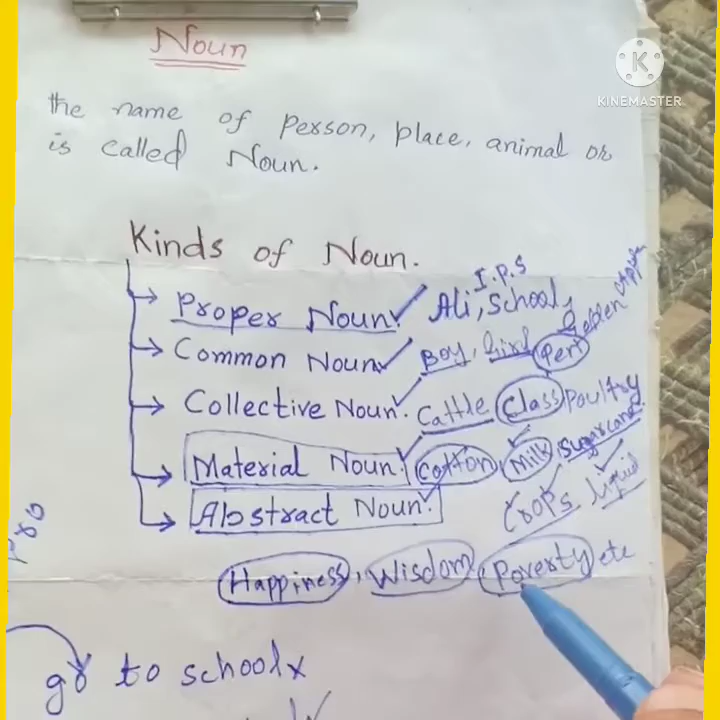 Noun
KINEMASTER
the name of person, place, animal or
is called Noun.
Kinds of Noun.
I.P.S
Proper Noun Ali, School,
Common Noun Boy, Girl Pen
Collective Noun. Cattle Class Poultry
Material Noun Cotton, Milk, Sugarcane.
Crops liquid
Abstract Noun.
Happiness, Wisdom, Poverty etc
Pro
go to school x